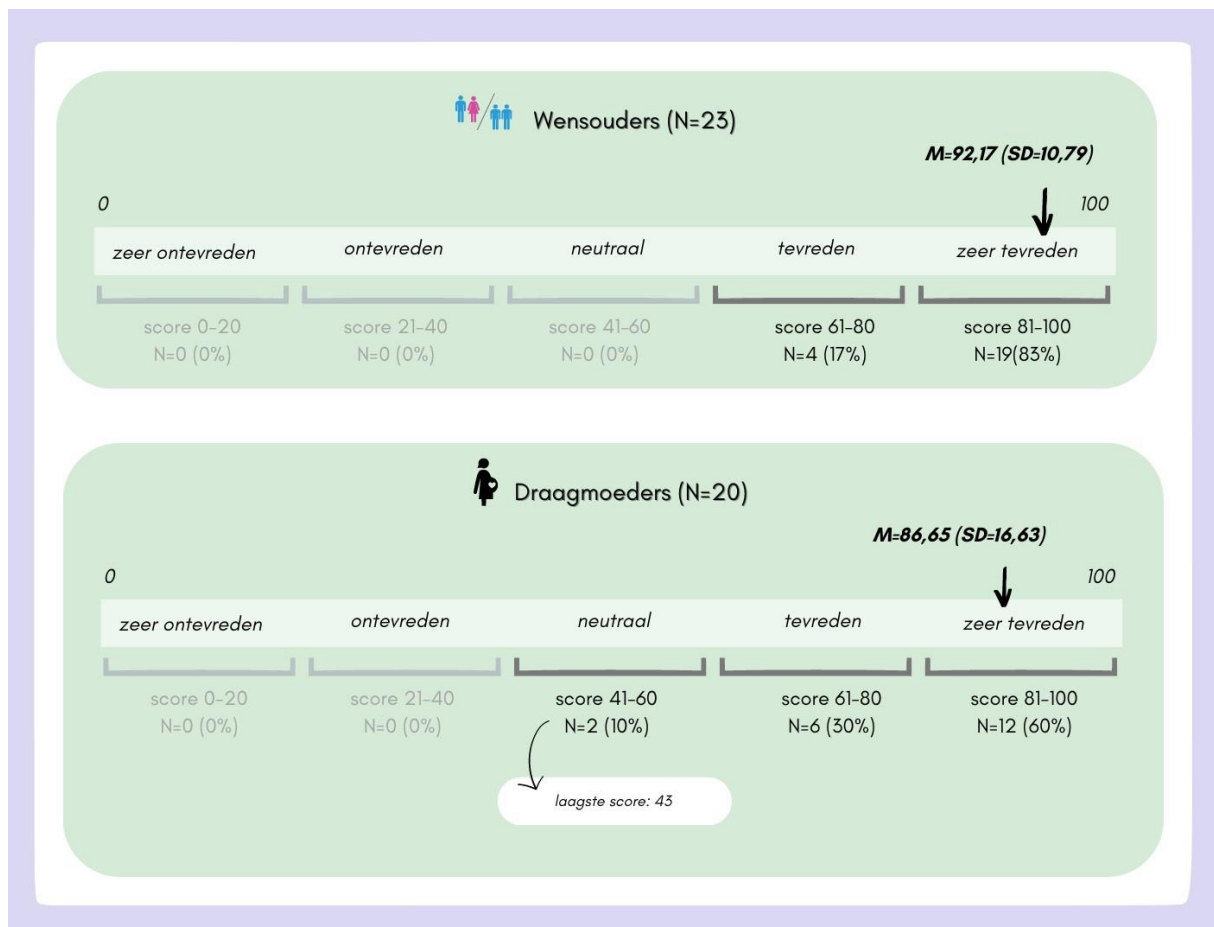 Wensouders (N=23)
M=92,17 (SD=10,79)
0 100
zeer ontevreden ontevreden neutraal tevreden zeer tevreden
score 0-20 score 21-40 score 41-60 score 61-80 score 81-100
N=0 (0%) N=0 (0%) N=0 (0%) N=4 (17%) N=19(83%)
Draagmoeders (N=20)
M=86,65 (SD=16,63)
0 100
zeer ontevreden ontevreden neutraal tevreden zeer tevreden
score 0-20 score 21-40 score 41-60 score 61-80 score 81-100
N=0 (0%) N=0 (0%) N=2 (10%) N=6 (30%) N=12 (60%)
laagste score: 43